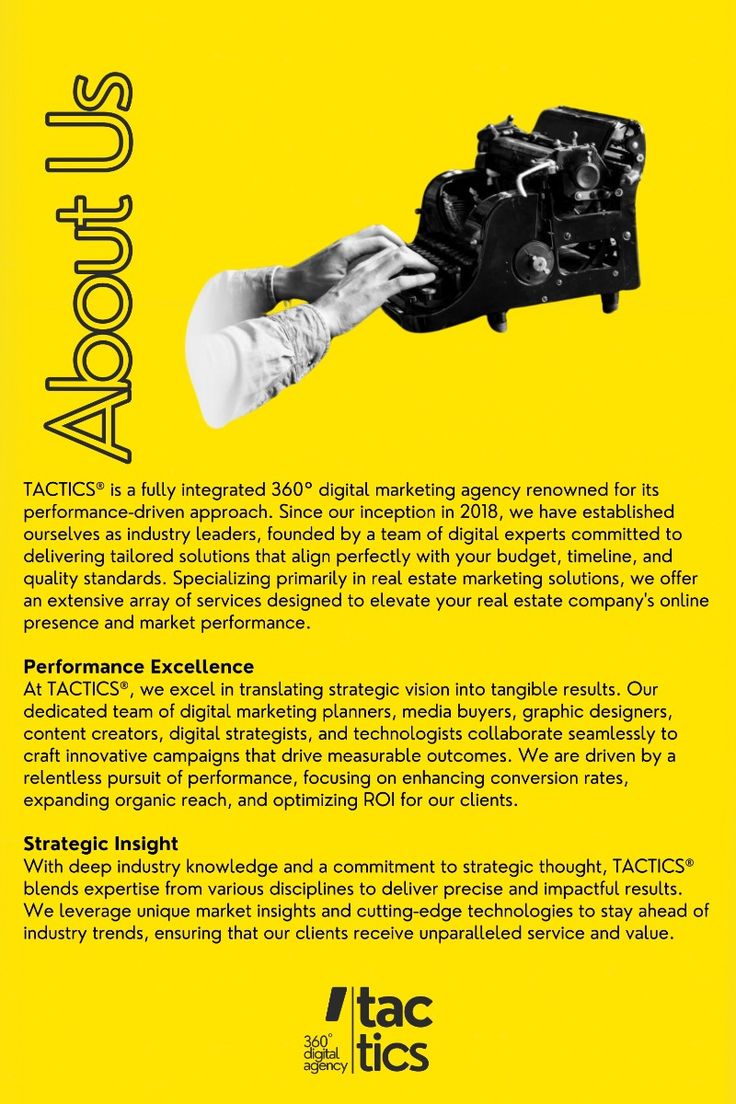 About Us
TACTICS® is a fully integrated 360° digital marketing agency renowned for its
performance-driven approach. Since our inception in 2018, we have established
ourselves as industry leaders, founded by a team of digital experts committed to
delivering tailored solutions that align perfectly with your budget, timeline, and
quality standards. Specializing primarily in real estate marketing solutions, we offer
an extensive array of services designed to elevate your real estate company's online
presence and market performance.
Performance Excellence
At TACTICS®, we excel in translating strategic vision into tangible results. Our
dedicated team of digital marketing planners, media buyers, graphic designers,
content creators, digital strategists, and technologists collaborate seamlessly to
craft innovative campaigns that drive measurable outcomes. We are driven by a
relentless pursuit of performance, focusing on enhancing conversion rates,
expanding organic reach, and optimizing ROI for our clients.
Strategic Insight
With deep industry knowledge and a commitment to strategic thought, TACTICS®
blends expertise from various disciplines to deliver precise and impactful results.
We leverage unique market insights and cutting-edge technologies to stay ahead of
industry trends, ensuring that our clients receive unparalleled service and value.
360°
digital
agency
tac
tics